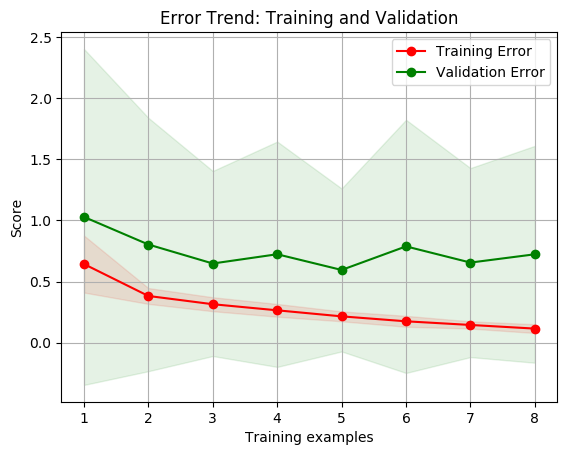 Error Trend: Training and Validation
Training Error
Validation Error
Score
2.5
2.0
1.5
1.0
0.5
0.0
1 2 3 4 5 6 7 8
Training examples